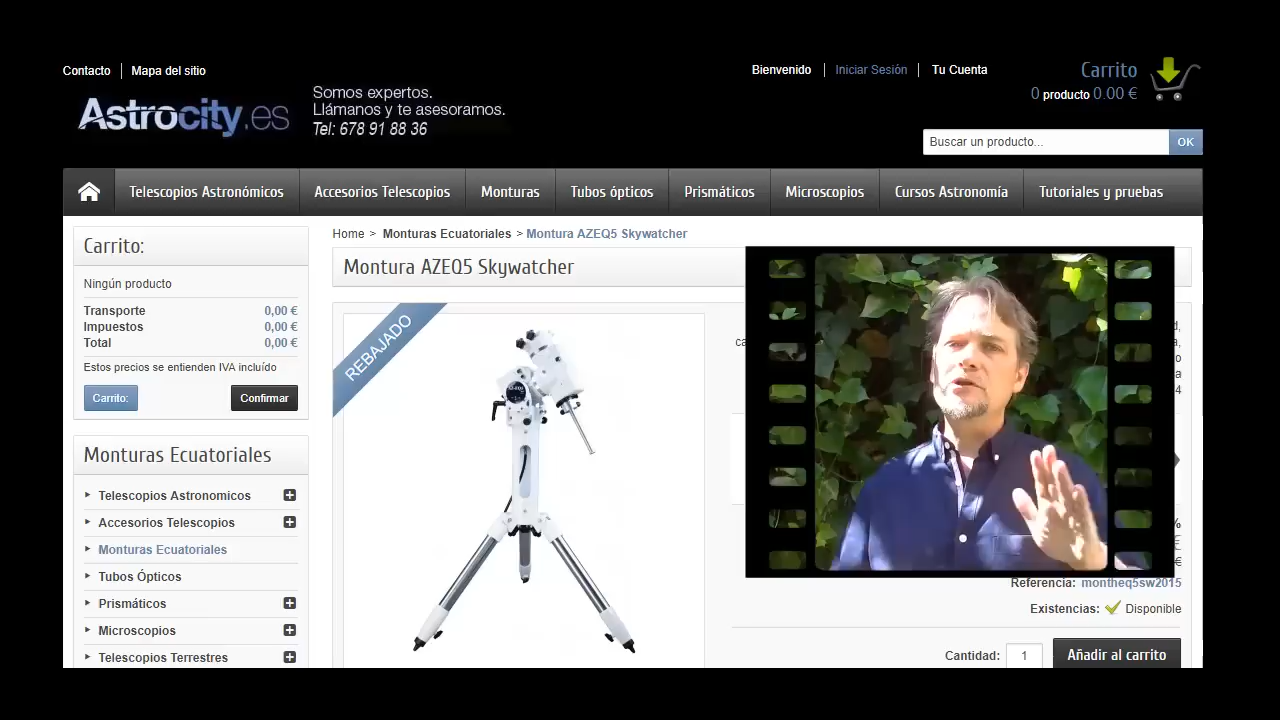 Contacto
Mapa del sitio
Bienvenido
Iniciar Sesión
Tu Cuenta
Carrito
0 producto 0.00 €
Astrocity.es
Somos expertos.
Llámanos y te asesoramos.
Tel: 678 91 88 36
Buscar un producto...
OK
Telescopios Astronómicos
Accesorios Telescopios
Monturas
Tubos ópticos
Prismáticos
Microscopios
Cursos Astronomía
Tutoriales y pruebas
Carrito:
Ningún producto
Transporte 0,00 €
Impuestos 0,00 €
Total 0,00 €
Estos precios se entienden IVA incluído
Carrito:
Confirmar
Monturas Ecuatoriales
Telescopios Astronomicos
Accesorios Telescopios
Monturas Ecuatoriales
Tubos Ópticos
Prismáticos
Microscopios
Telescopios Terrestres
Home > Monturas Ecuatoriales > Montura AZEQ5 Skywatcher
Montura AZEQ5 Skywatcher
REBAJADO
Referencia: montheq5sw2015
Existencias: Disponible
Cantidad: 1
Añadir al carrito